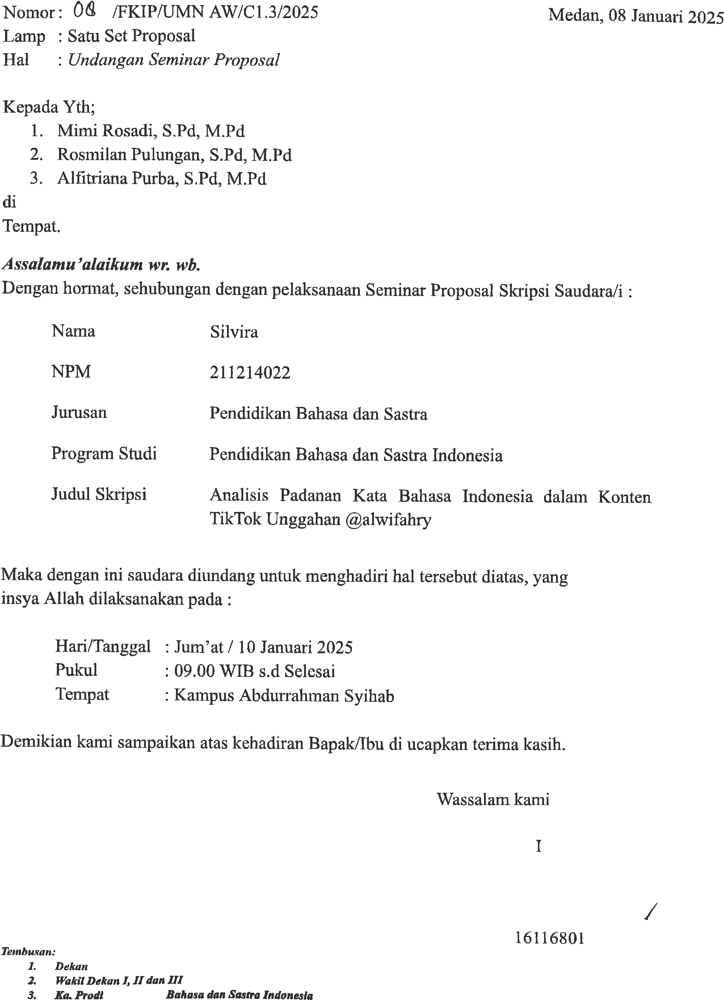 Nomor : 08 /FKIP/UMN AW/C1.3/2025 Medan, 08 Januari 2025
Lamp : Satu Set Proposal
Hal : Undangan Seminar Proposal
Kepada Yth;
1. Mimi Rosadi, S.Pd, M.Pd
2. Rosmilan Pulungan, S.Pd, M.Pd
3. Alfitriana Purba, S.Pd, M.Pd
di
Tempat.
Assalamu'alaikum wr. wb.
Dengan hormat, sehubungan dengan pelaksanaan Seminar Proposal Skripsi Saudara/i :
Nama Silvira
NPM 211214022
Jurusan Pendidikan Bahasa dan Sastra
Program Studi Pendidikan Bahasa dan Sastra Indonesia
Judul Skripsi Analisis Padanan Kata Bahasa Indonesia dalam Konten
TikTok Unggahan @alwifahry
Maka dengan ini saudara diundang untuk menghadiri hal tersebut diatas, yang
insya Allah dilaksanakan pada :
Hari/Tanggal : Jum'at / 10 Januari 2025
Pukul : 09.00 WIB s.d Selesai
Tempat : Kampus Abdurrahman Syihab
Demikian kami sampaikan atas kehadiran Bapak/Ibu di ucapkan terima kasih.
Wassalam kami
I
16116801
Tembusan:
1. Dekan
2. Wakil Dekan I, II dan III
3. Ka. Prodi Bahasa dan Sastra Indonesia